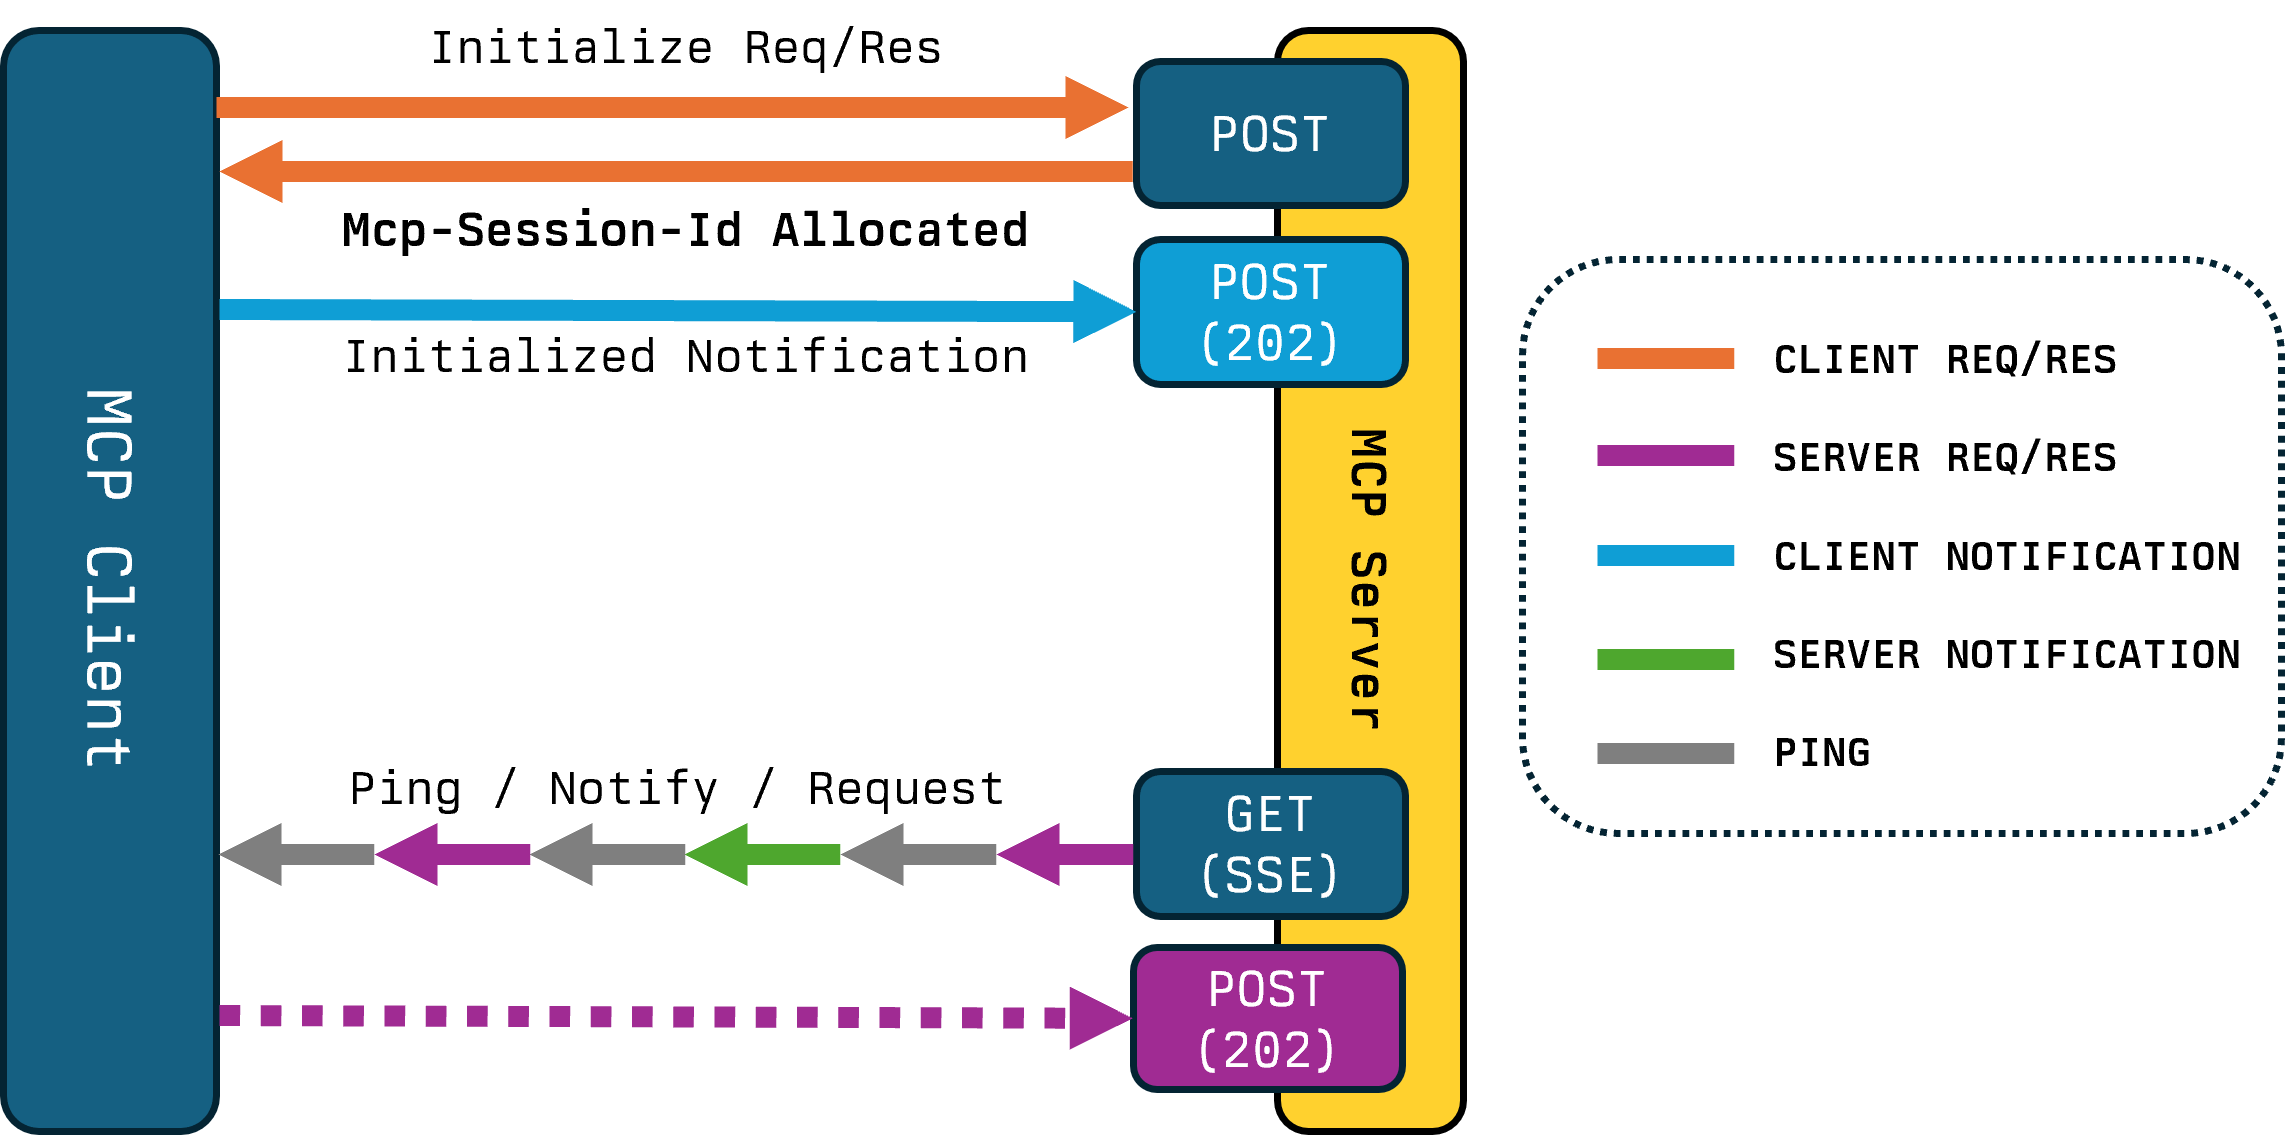 Initialize Req/Res
POST
Mcp-Session-Id Allocated
POST
(202)
Initialized Notification
MCP Client
MCP Server
Ping / Notify / Request
GET
(SSE)
POST
(202)
CLIENT REQ/RES
SERVER REQ/RES
CLIENT NOTIFICATION
SERVER NOTIFICATION
PING